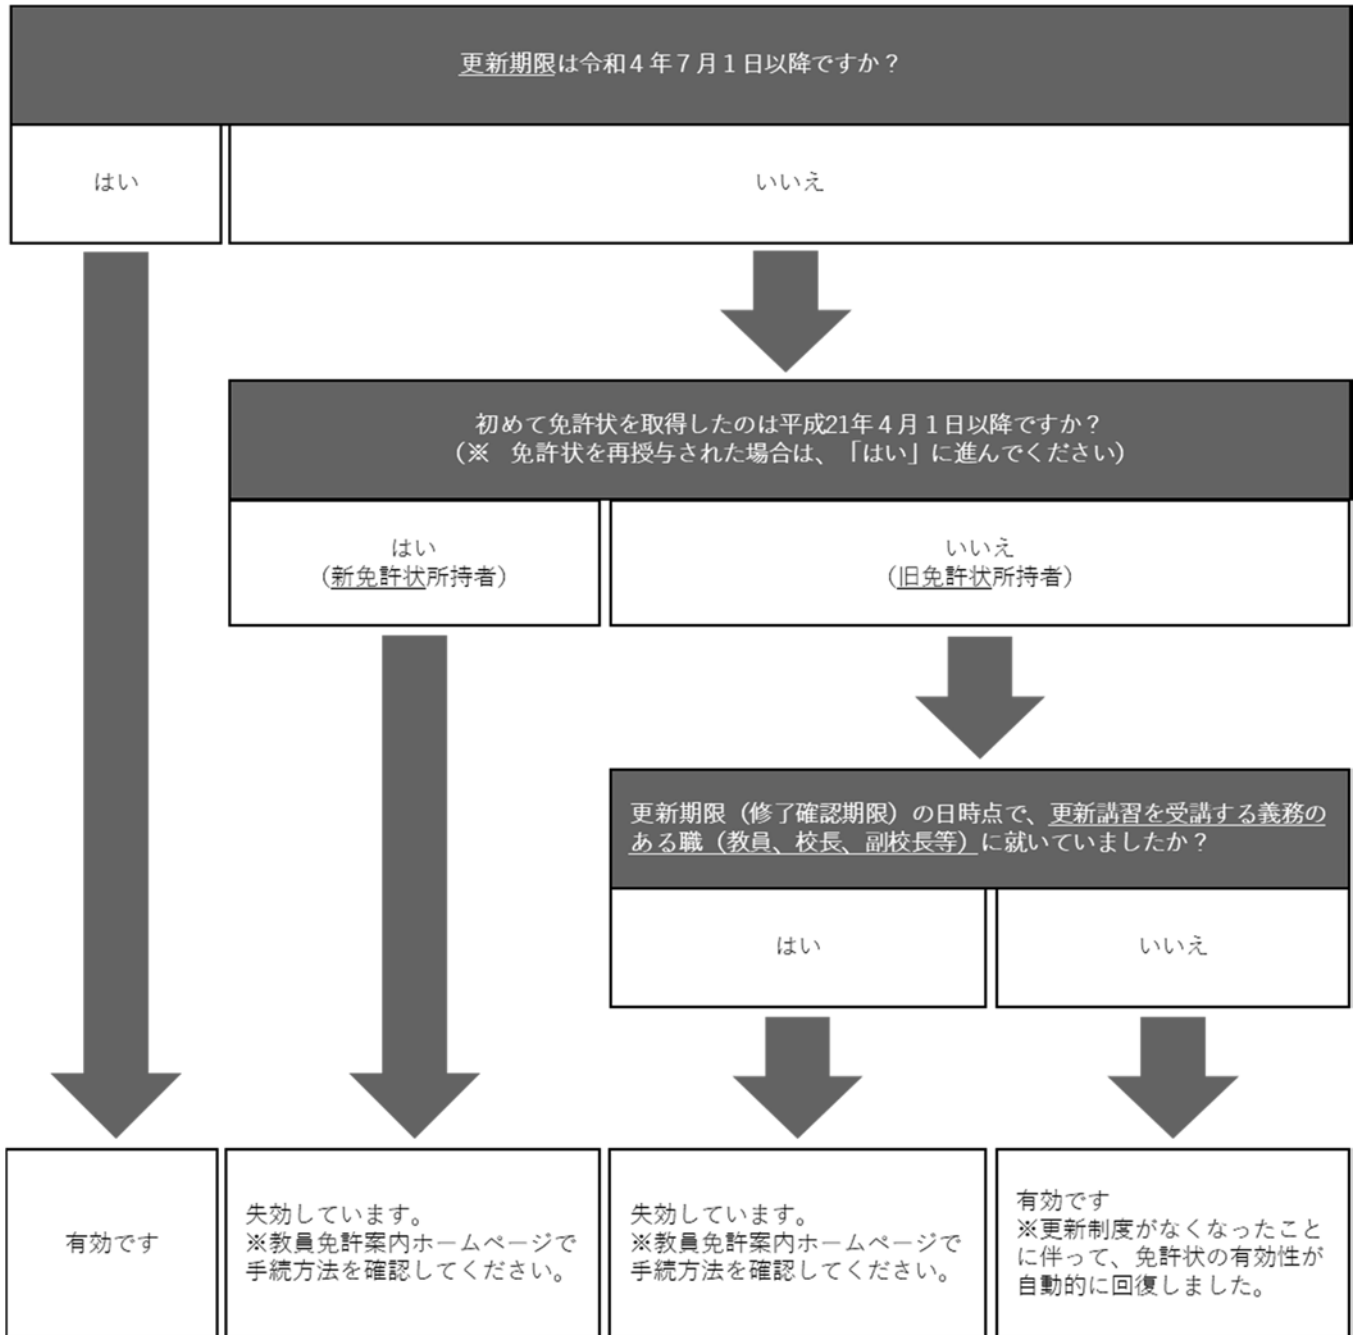 更新期限は令和4年7月1日以降ですか？
はい
いいえ
初めて免許状を取得したのは平成21年4月1日以降ですか？
（※　免許状を再授与された場合は、「はい」に進んでください）
はい
（新免許状所持者）
いいえ
（旧免許状所持者）
更新期限（修了確認期限）の日時点で、更新講習を受講する義務の
ある職（教員、校長、副校長等）に就いていましたか？
はい
いいえ
有効です
失効しています。
※教員免許案内ホームページで
手続方法を確認してください。
失効しています。
※教員免許案内ホームページで
手続方法を確認してください。
有効です
※更新制度がなくなったこと
に伴って、免許状の有効性が
自動的に回復しました。